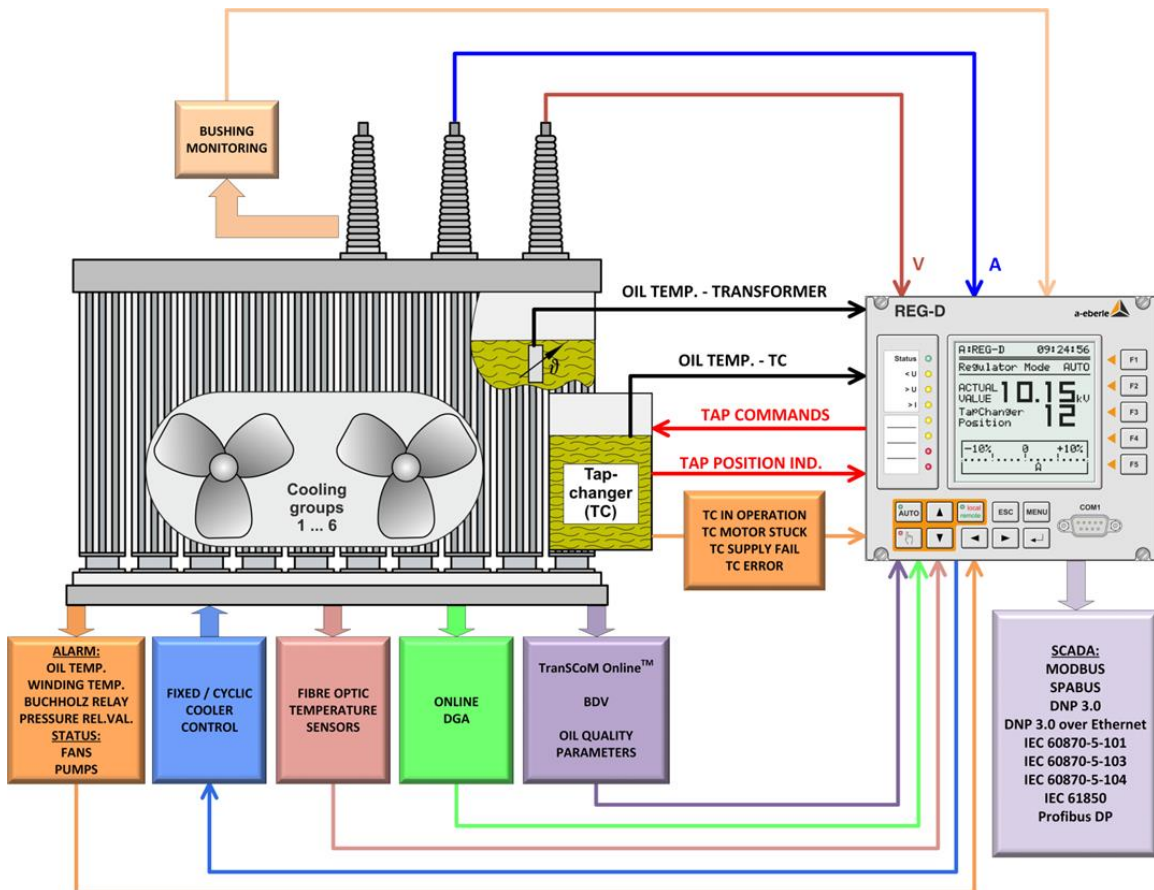 BUSHING
MONITORING
V
A
OIL TEMP. - TRANSFORMER
OIL TEMP. - TC
TAP COMMANDS
TAP POSITION IND.
ϑ
Cooling
groups
1 ... 6
Tap-
changer
(TC)
TC IN OPERATION
TC MOTOR STUCK
TC SUPPLY FAIL
TC ERROR
REG-D
a-eberle
Status
< U
> U
> I
A:REG-D 09:24:56
Regulator Mode AUTO
ACTUAL
VALUE 10.15 kV
TapChanger
Position 12
-10% 0 +10%
A
F1
F2
F3
F4
F5
AUTO
local
remote
ESC
MENU
COM1
ALARM:
OIL TEMP.
WINDING TEMP.
BUCHHOLZ RELAY
PRESSURE REL.VAL.
STATUS:
FANS
PUMPS
FIXED / CYCLIC
COOLER
CONTROL
FIBRE OPTIC
TEMPERATURE
SENSORS
ONLINE
DGA
TranSCoM Online™
BDV
OIL QUALITY
PARAMETERS
SCADA:
MODBUS
SPABUS
DNP 3.0
DNP 3.0 over Ethernet
IEC 60870-5-101
IEC 60870-5-103
IEC 60870-5-104
IEC 61850
Profibus DP